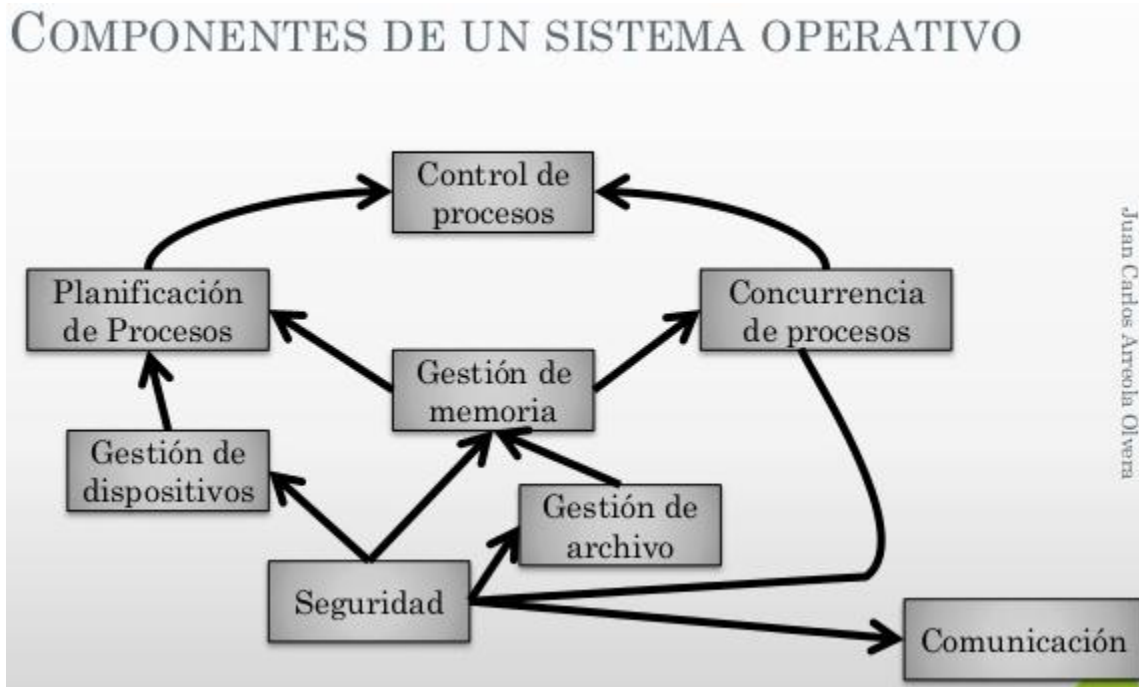 COMPONENTES DE UN SISTEMA OPERATIVO
Control de
procesos
Planificación
de Procesos
Concurrencia
de procesos
Gestión de
memoria
Gestión de
dispositivos
Gestión de
archivo
Seguridad
Comunicación
Juan Carlos Arreola Olvera